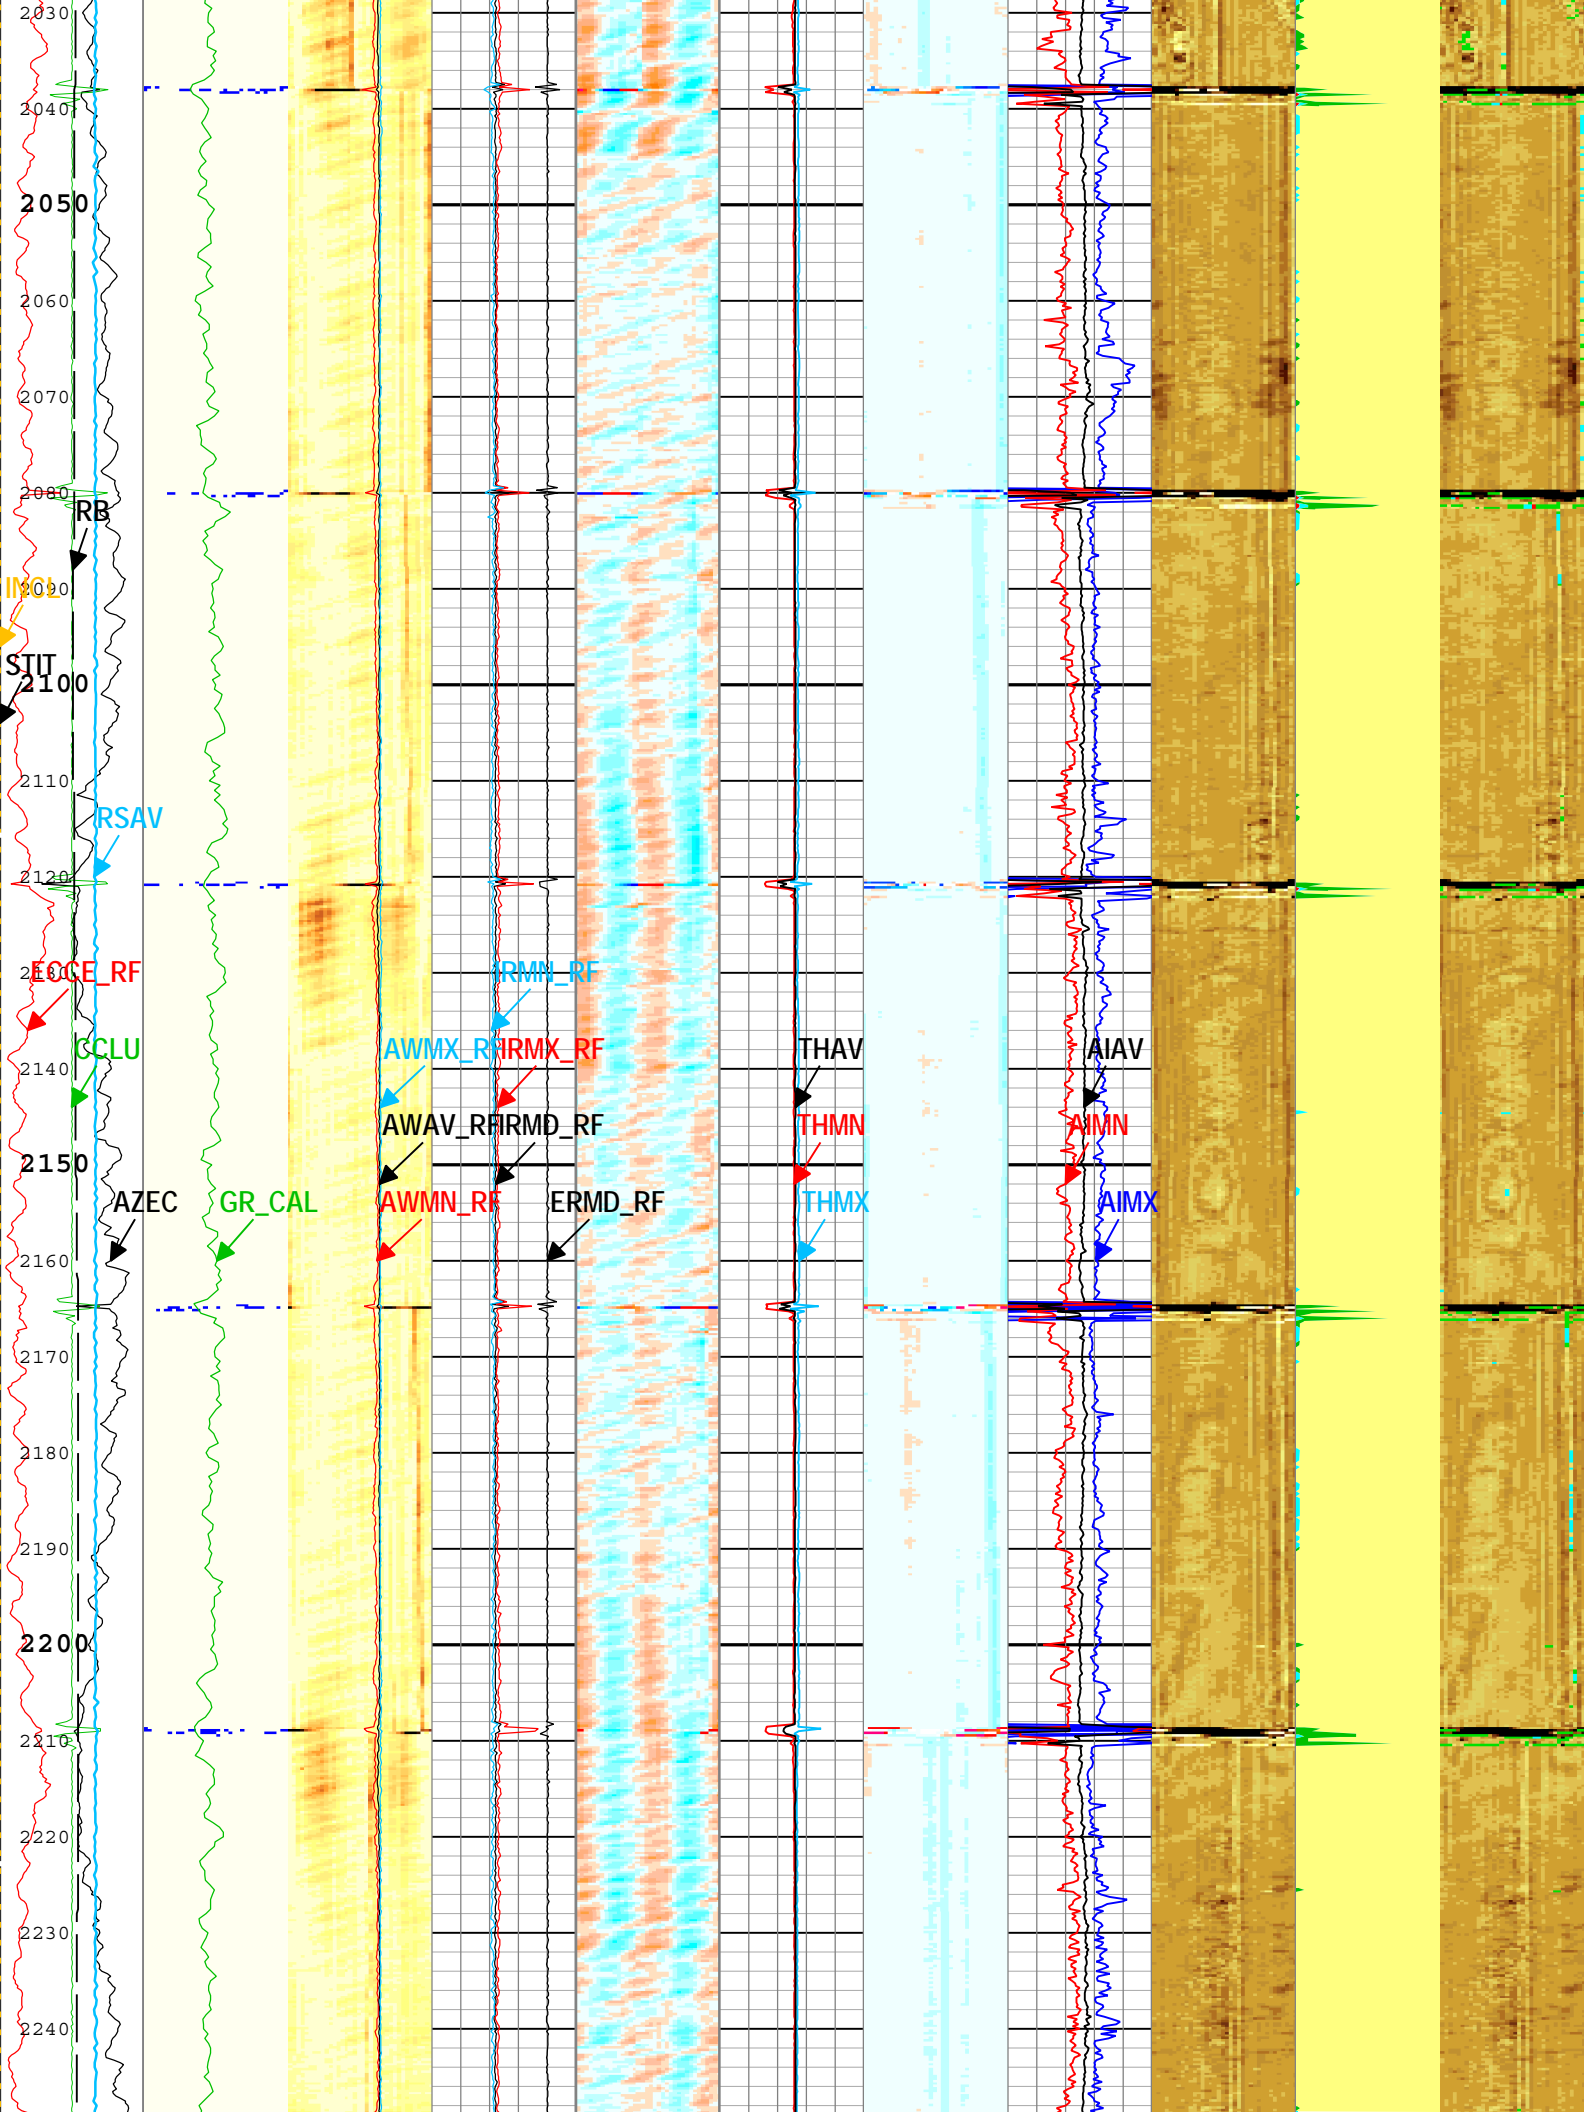 2030
2040
2050
2060
2070
2080
RB
INCL
2090
STIT
2100
2110
RSAV
2120
ECCE_RF
2130
IRMN_RF
CCLU
AWMX_RF
IRMX_RF
THAV
AIAV
2140
AWAV_RF
IRMD_RF
THMN
AIMN
2150
AZEC
GR_CAL
AWMN_RF
ERMD_RF
THMX
AIMX
2160
2170
2180
2190
2200
2210
2220
2230
2240